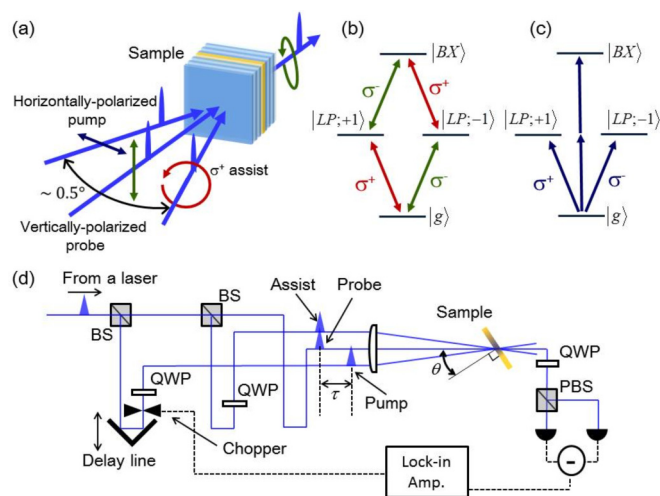 (a)
Sample
Horizontally-polarized
pump
σ⁺ assist
~ 0.5°
Vertically-polarized
probe
(b)
|BX⟩
σ⁻
σ⁺
|LP;+1⟩
|LP;−1⟩
σ⁺
σ⁻
|g⟩
(c)
|BX⟩
|LP;+1⟩
|LP;−1⟩
σ⁺
σ⁻
|g⟩
(d)
From a laser
BS
BS
Assist
Probe
Sample
QWP
QWP
τ
Pump
θ
QWP
PBS
Chopper
Delay line
Lock-in
Amp.
-